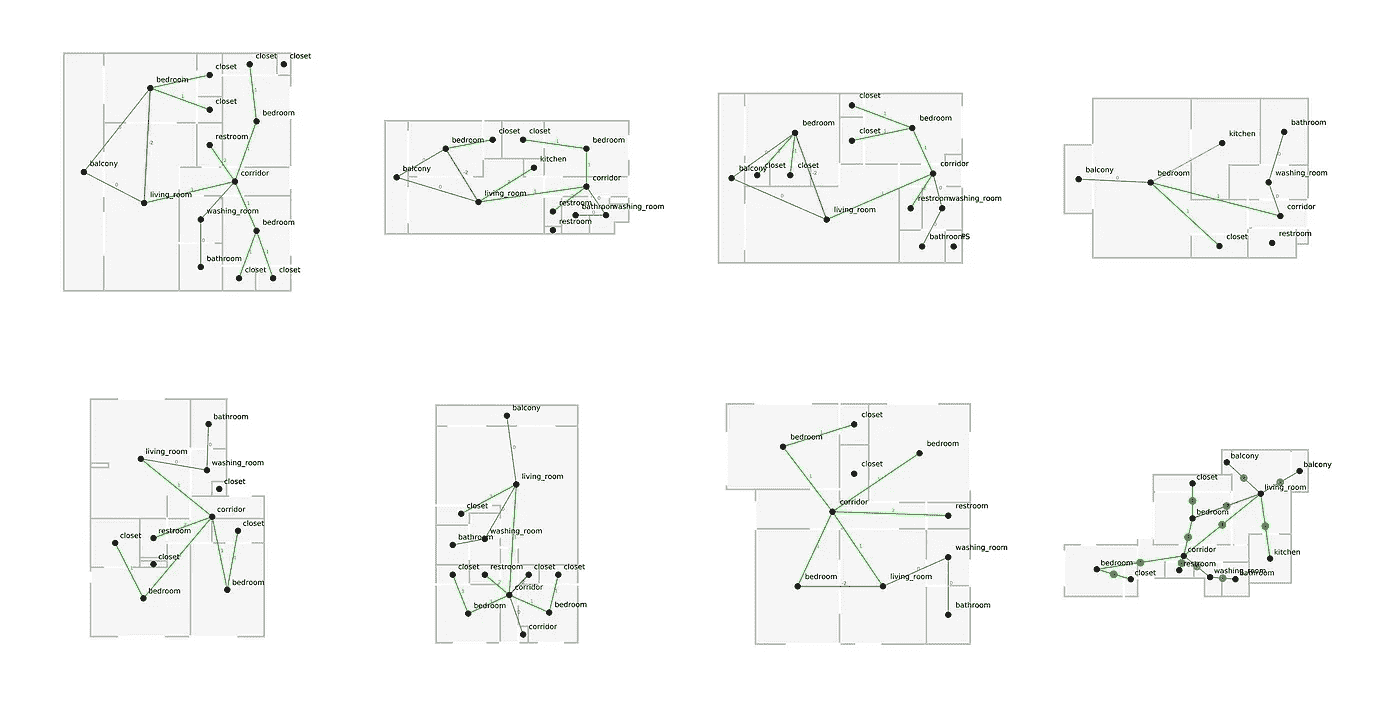 closet closet
closet
bedroom
closet
bedroom
restroom
balcony
corridor
living_room
washing_room
bedroom
bathroom
closet closet
closet closet
bedroom bedroom
kitchen
balcony
corridor
living_room
restroom
bathroom washing_room
restroom
closet
bedroom
bedroom
closet
corridor
balcony
closet closet
restroom washing_room
living_room
bathroom PS
bathroom
kitchen
balcony
bedroom
washing_room
corridor
restroom
closet
bathroom
living_room
washing_room
closet
corridor
closet
restroom
closet
closet
bedroom
bedroom
balcony
living_room
closet
washing_room
bathroom
closet restroom closet closet
corridor
bedroom bedroom
corridor
closet
bedroom
bedroom
closet
corridor
restroom
washing_room
bedroom living_room
bathroom
balcony
balcony
closet
living_room
bedroom
corridor
kitchen
bedroom
restroom
closet
washing_room
bathroom